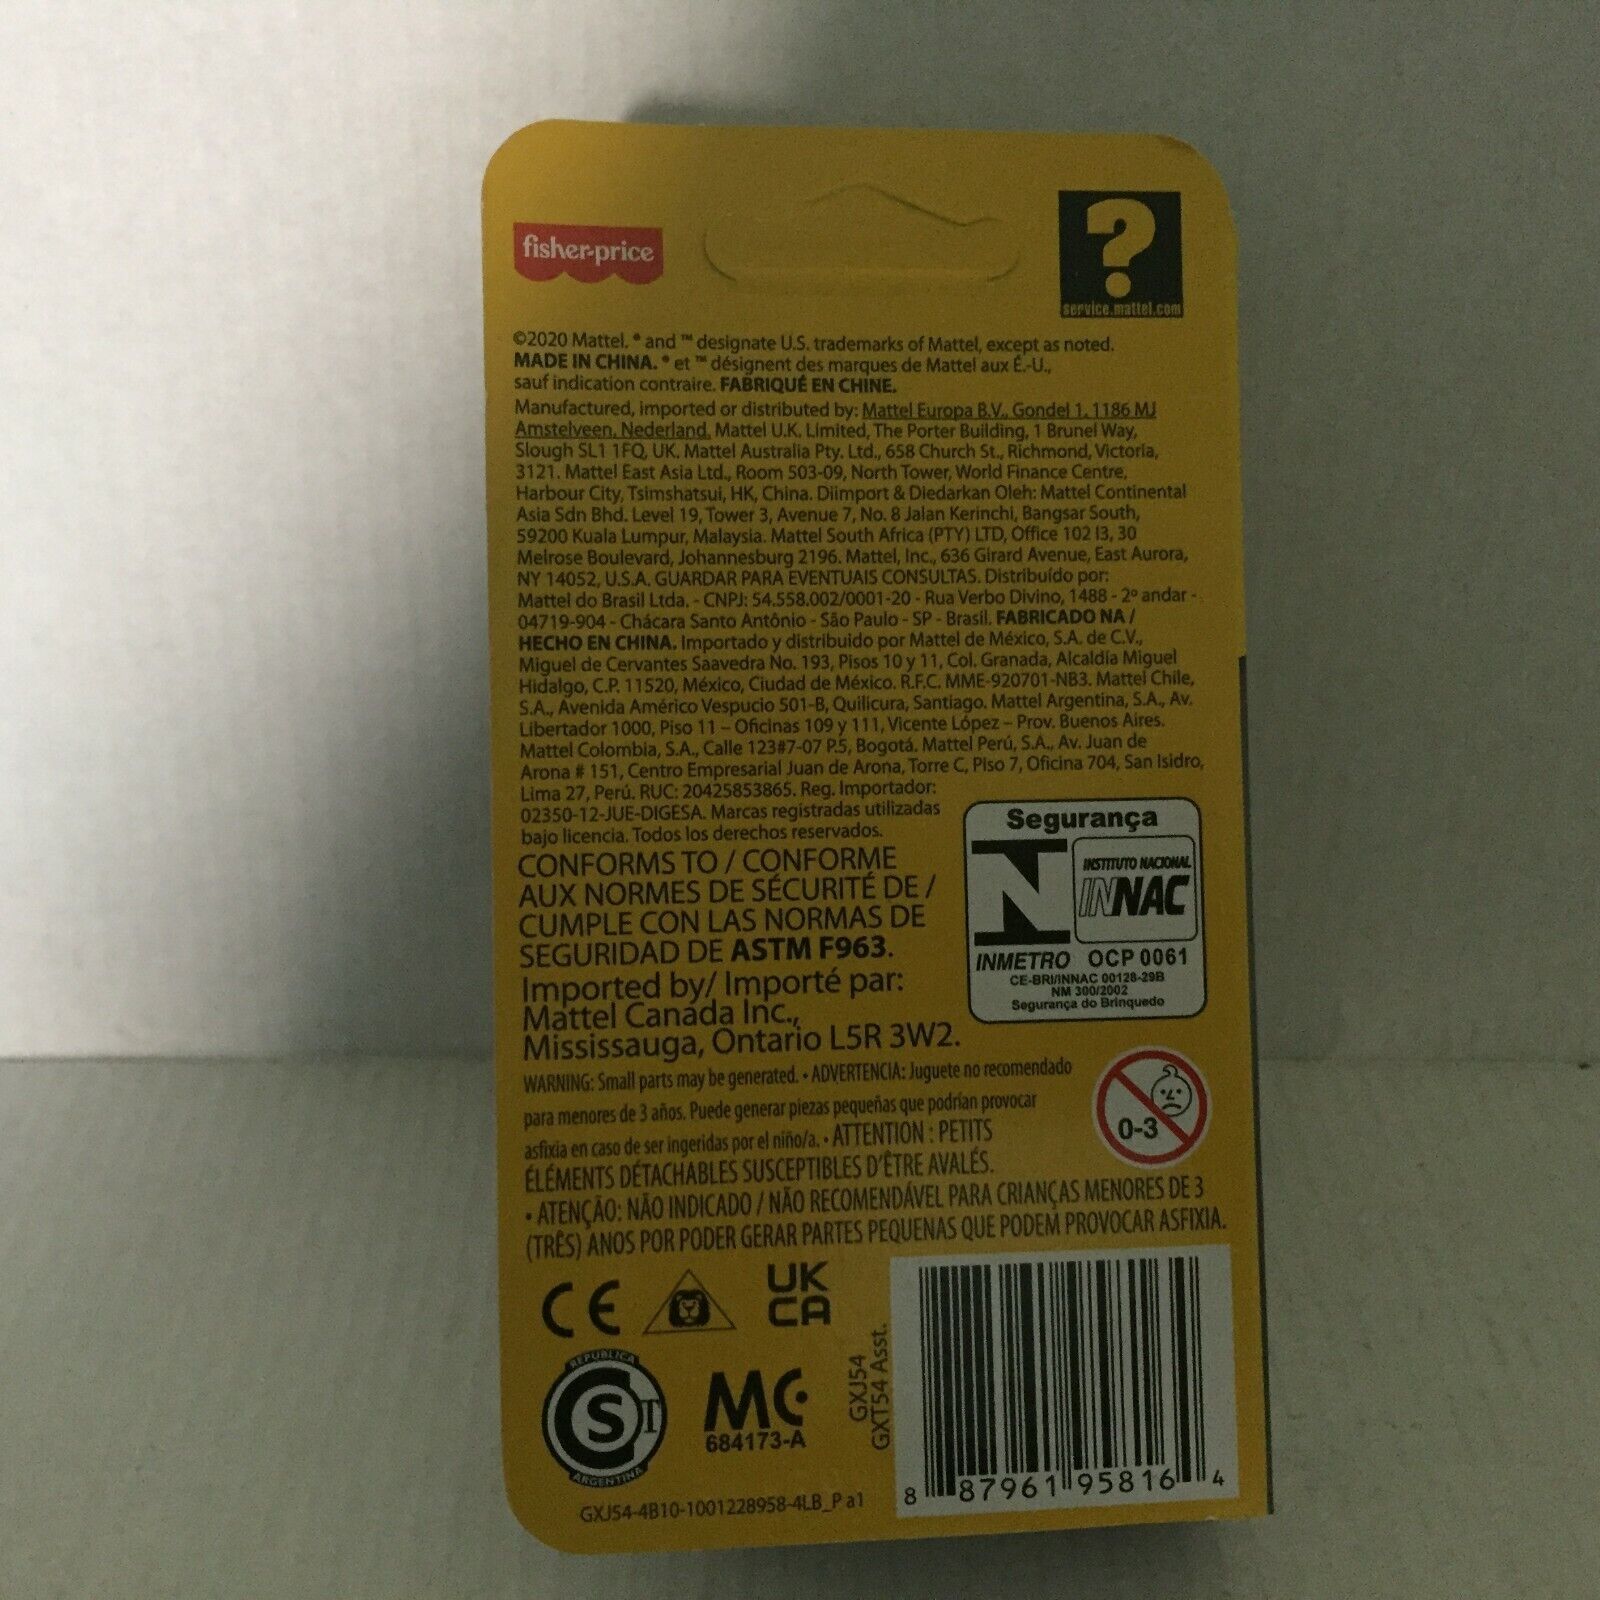 fisher-price
?
service.mattel.com
©2020 Mattel. ® and ™ designate U.S. trademarks of Mattel, except as noted.
MADE IN CHINA. ® et ™ désignent des marques de Mattel aux É.-U.,
sauf indication contraire. FABRIQUÉ EN CHINE.
Manufactured, imported or distributed by: Mattel Europa B.V., Gondel 1, 1186 MJ
Amstelveen, Nederland. Mattel U.K. Limited, The Porter Building, 1 Brunel Way,
Slough SL1 1FQ, UK. Mattel Australia Pty. Ltd., 658 Church St., Richmond, Victoria,
3121. Mattel East Asia Ltd., Room 503-09, North Tower, World Finance Centre,
Harbour City, Tsimshatsui, HK, China. Diimport & Diedarkan Oleh: Mattel Continental
Asia Sdn Bhd. Level 19, Tower 3, Avenue 7, No. 8 Jalan Kerinchi, Bangsar South,
59200 Kuala Lumpur, Malaysia. Mattel South Africa (PTY) LTD, Office 102 I3, 30
Melrose Boulevard, Johannesburg 2196. Mattel, Inc., 636 Girard Avenue, East Aurora,
NY 14052, U.S.A. GUARDAR PARA EVENTUAIS CONSULTAS. Distribuído por:
Mattel do Brasil Ltda. - CNPJ: 54.558.002/0001-20 - Rua Verbo Divino, 1488 - 2º andar -
04719-904 - Chácara Santo Antônio - São Paulo - SP - Brasil. FABRICADO NA /
HECHO EN CHINA. Importado y distribuido por Mattel de México, S.A. de C.V.,
Miguel de Cervantes Saavedra No. 193, Pisos 10 y 11, Col. Granada, Alcaldía Miguel
Hidalgo, C.P. 11520, México, Ciudad de México. R.F.C. MME-920701-NB3. Mattel Chile,
S.A., Avenida Américo Vespucio 501-B, Quilicura, Santiago. Mattel Argentina, S.A., Av.
Libertador 1000, Piso 11 – Oficinas 109 y 111, Vicente López – Prov. Buenos Aires.
Mattel Colombia, S.A., Calle 123#7-07 P.5, Bogotá. Mattel Perú, S.A., Av. Juan de
Arona # 151, Centro Empresarial Juan de Arona, Torre C, Piso 7, Oficina 704, San Isidro,
Lima 27, Perú. RUC: 20425853865. Reg. Importador:
02350-12-JUE-DIGESA. Marcas registradas utilizadas
bajo licencia. Todos los derechos reservados.
CONFORMS TO / CONFORME
AUX NORMES DE SÉCURITÉ DE /
CUMPLE CON LAS NORMAS DE
SEGURIDAD DE ASTM F963.
Imported by/ Importé par:
Mattel Canada Inc.,
Mississauga, Ontario L5R 3W2.
Segurança
INSTITUTO NACIONAL
INNAC
INMETRO OCP 0061
CE-BRI/INNAC 00128-29B
NM 300/2002
Segurança do Brinquedo
WARNING: Small parts may be generated. • ADVERTENCIA: Juguete no recomendado
para menores de 3 años. Puede generar piezas pequeñas que podrían provocar
asfixia en caso de ser ingeridas por el niño/a. • ATTENTION : PETITS
ÉLÉMENTS DÉTACHABLES SUSCEPTIBLES D'ÊTRE AVALÉS.
• ATENÇÃO: NÃO INDICADO / NÃO RECOMENDÁVEL PARA CRIANÇAS MENORES DE 3
(TRÊS) ANOS POR PODER GERAR PARTES PEQUENAS QUE PODEM PROVOCAR ASFIXIA.
0-3
CE
UK
CA
REPUBLICA
S T
ARGENTINA
MC
684173-A
GXJ54
GXT54 Asst.
8 87961 95816 4
GXJ54-4B10-1001228958-4LB_P a1